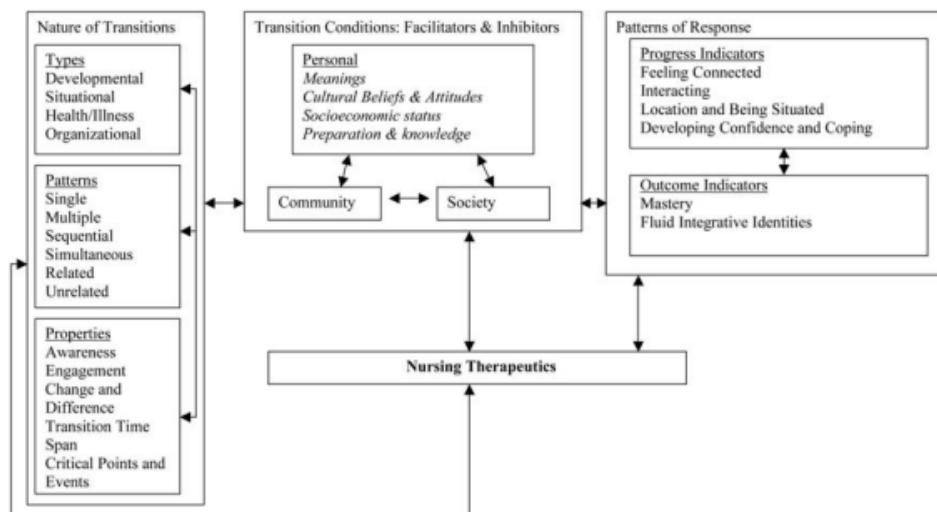 Nature of Transitions
Types
Developmental
Situational
Health/Illness
Organizational
Patterns
Single
Multiple
Sequential
Simultaneous
Related
Unrelated
Properties
Awareness
Engagement
Change and
Difference
Transition Time
Span
Critical Points and
Events
Transition Conditions: Facilitators & Inhibitors
Personal
Meanings
Cultural Beliefs & Attitudes
Socioeconomic status
Preparation & knowledge
Community
Society
Patterns of Response
Progress Indicators
Feeling Connected
Interacting
Location and Being Situated
Developing Confidence and Coping
Outcome Indicators
Mastery
Fluid Integrative Identities
Nursing Therapeutics